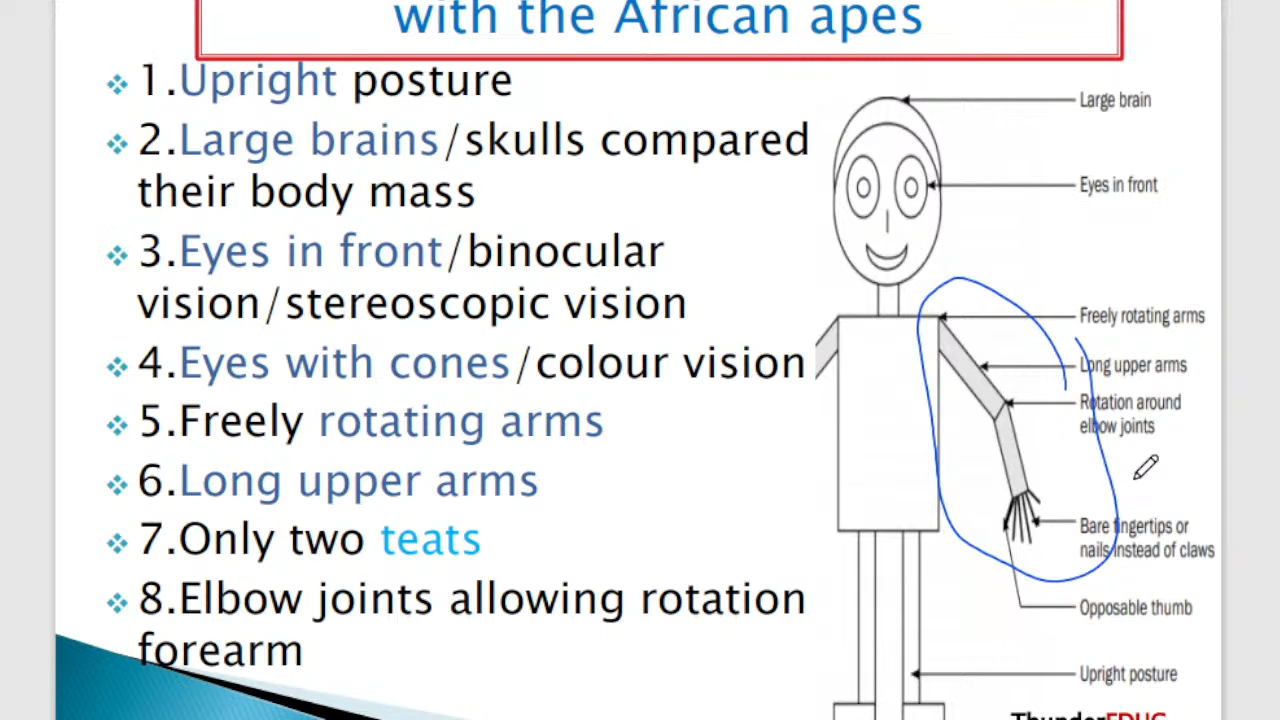 with the African apes
1.Upright posture
2.Large brains/skulls compared
their body mass
3.Eyes in front/binocular
vision/stereoscopic vision
4.Eyes with cones/colour vision
5.Freely rotating arms
6.Long upper arms
7.Only two teats
8.Elbow joints allowing rotation
forearm
Large brain
Eyes in front
Freely rotating arms
Long upper arms
Rotation around
elbow joints
Bare fingertips or
nails instead of claws
Opposable thumb
Upright posture
ThunderEDUC